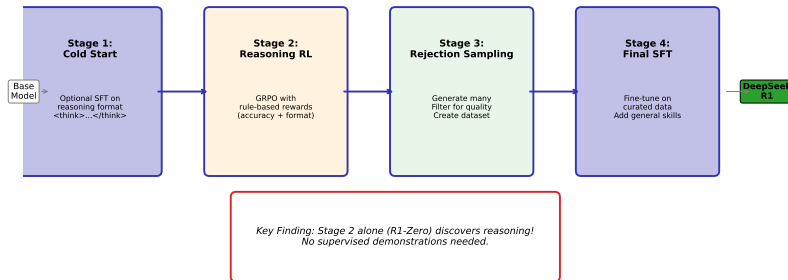 Base
Model
Stage 1:
Cold Start
Optional SFT on
reasoning format
<think>...</think>
Stage 2:
Reasoning RL
GRPO with
rule-based rewards
(accuracy + format)
Stage 3:
Rejection Sampling
Generate many
Filter for quality
Create dataset
Stage 4:
Final SFT
Fine-tune on
curated data
Add general skills
DeepSeek
R1
Key Finding: Stage 2 alone (R1-Zero) discovers reasoning!
No supervised demonstrations needed.